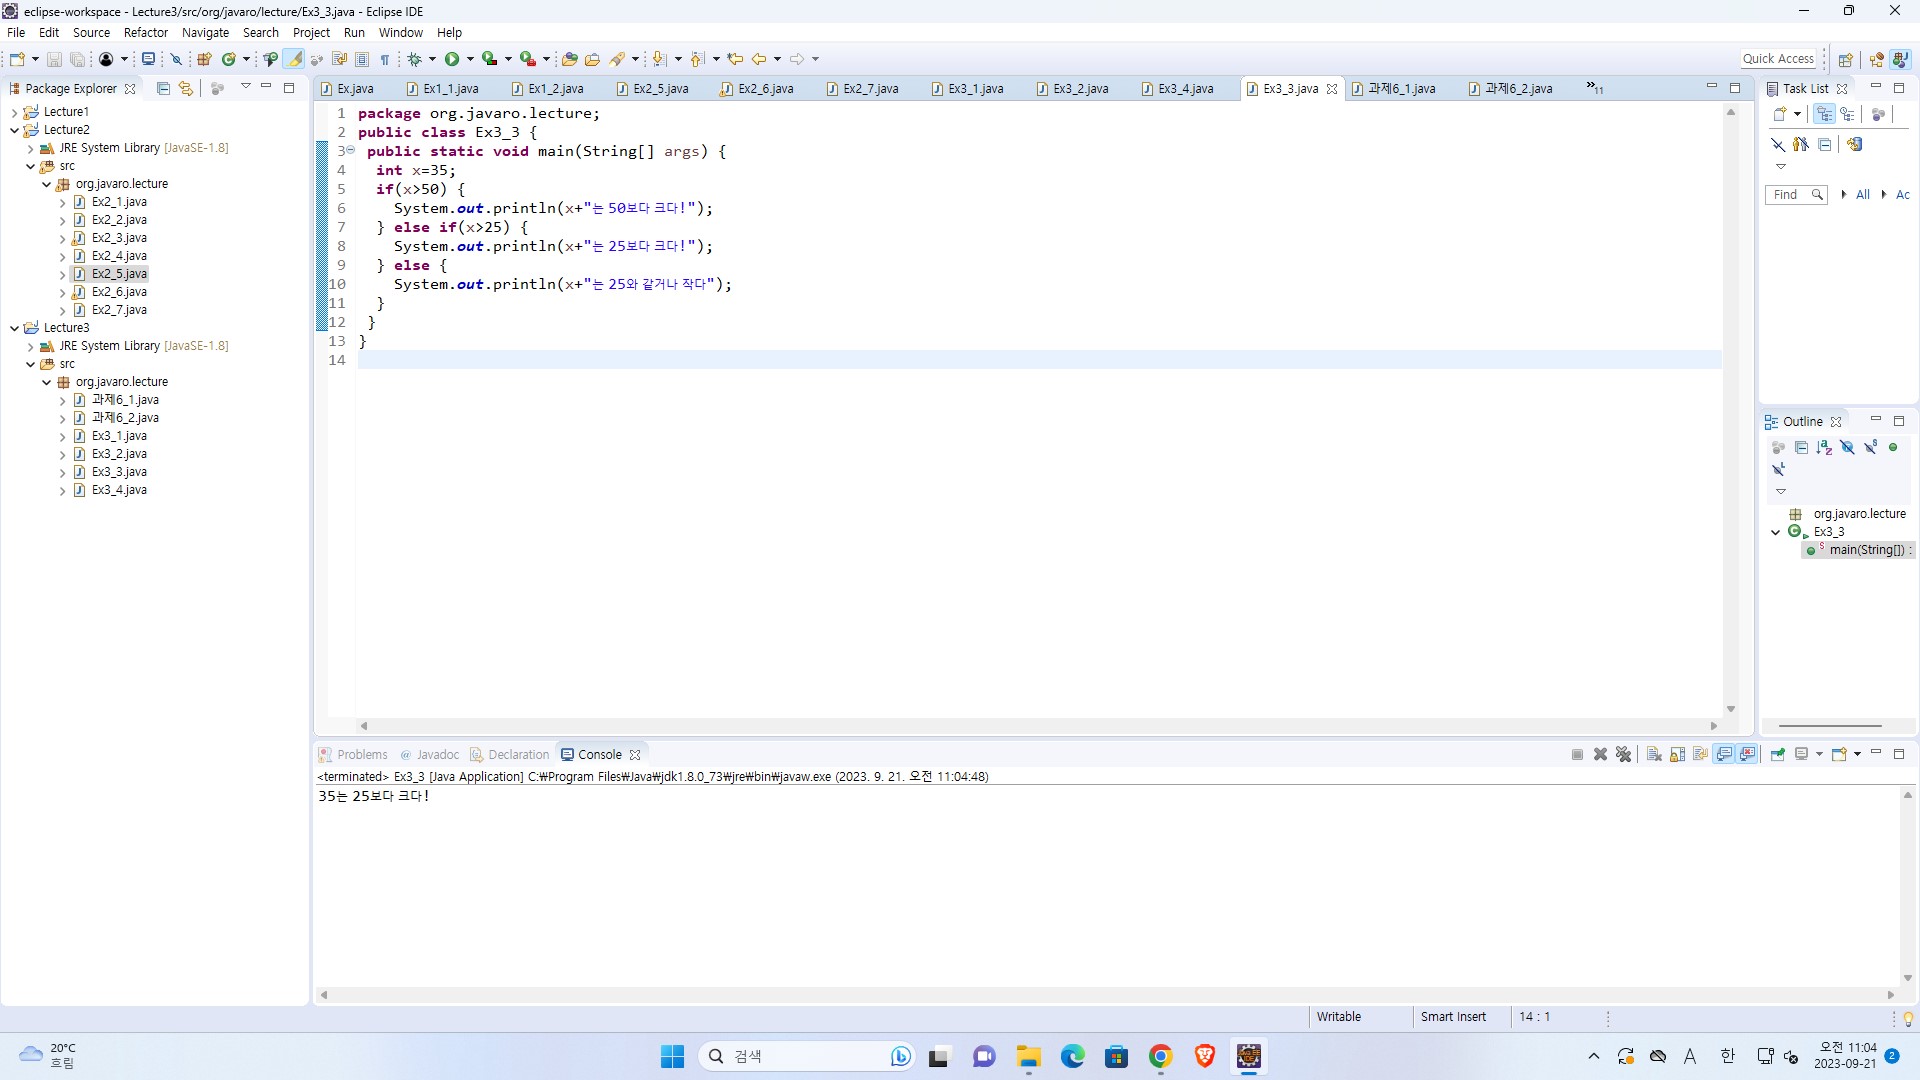 eclipse-workspace - Lecture3/src/org/javaro/lecture/Ex3_3.java - Eclipse IDE
File Edit Source Refactor Navigate Search Project Run Window Help
Quick Access
Package Explorer
Lecture1
Lecture2
JRE System Library [JavaSE-1.8]
src
org.javaro.lecture
Ex2_1.java
Ex2_2.java
Ex2_3.java
Ex2_4.java
Ex2_5.java
Ex2_6.java
Ex2_7.java
Lecture3
JRE System Library [JavaSE-1.8]
src
org.javaro.lecture
과제6_1.java
과제6_2.java
Ex3_1.java
Ex3_2.java
Ex3_3.java
Ex3_4.java
Ex.java Ex1_1.java Ex1_2.java Ex2_5.java Ex2_6.java Ex2_7.java Ex3_1.java Ex3_2.java Ex3_4.java Ex3_3.java 과제6_1.java 과제6_2.java »11
1 package org.javaro.lecture;
2 public class Ex3_3 {
3 public static void main(String[] args) {
4 int x=35;
5 if(x>50) {
6 System.out.println(x+"는 50보다 크다!");
7 } else if(x>25) {
8 System.out.println(x+"는 25보다 크다!");
9 } else {
10 System.out.println(x+"는 25와 같거나 작다");
11 }
12 }
13 }
14
Task List
Find All Ac
Outline
org.javaro.lecture
Ex3_3
main(String[]) :
Problems Javadoc Declaration Console
<terminated> Ex3_3 [Java Application] C:₩Program Files₩Java₩jdk1.8.0_73₩jre₩bin₩javaw.exe (2023. 9. 21. 오전 11:04:48)
35는 25보다 크다!
Writable Smart Insert 14 : 1
20°C
흐림
검색
A 한
오전 11:04
2023-09-21
2